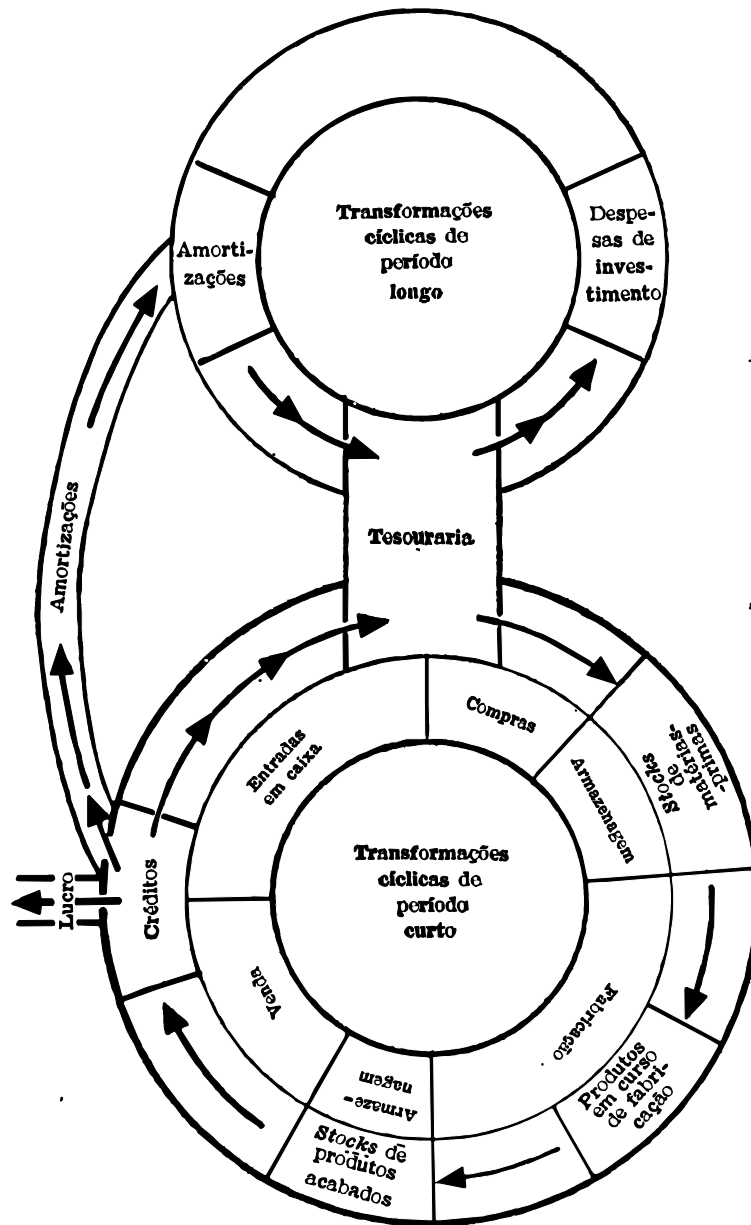 Transformações
cíclicas de
período
longo
Amorti-
zações
Despe-
sas de
inves-
timento
Tesouraria
Amortizações
Compras
Entradas
em caixa
Stocks
de
matérias-
-primas
Armazenagem
Transformações
cíclicas de
período
curto
Créditos
Lucro
Venda
Fabricação
Armaze-
nagem
Produtos
em curso
de fabri-
cação
Stocks de
produtos
acabados